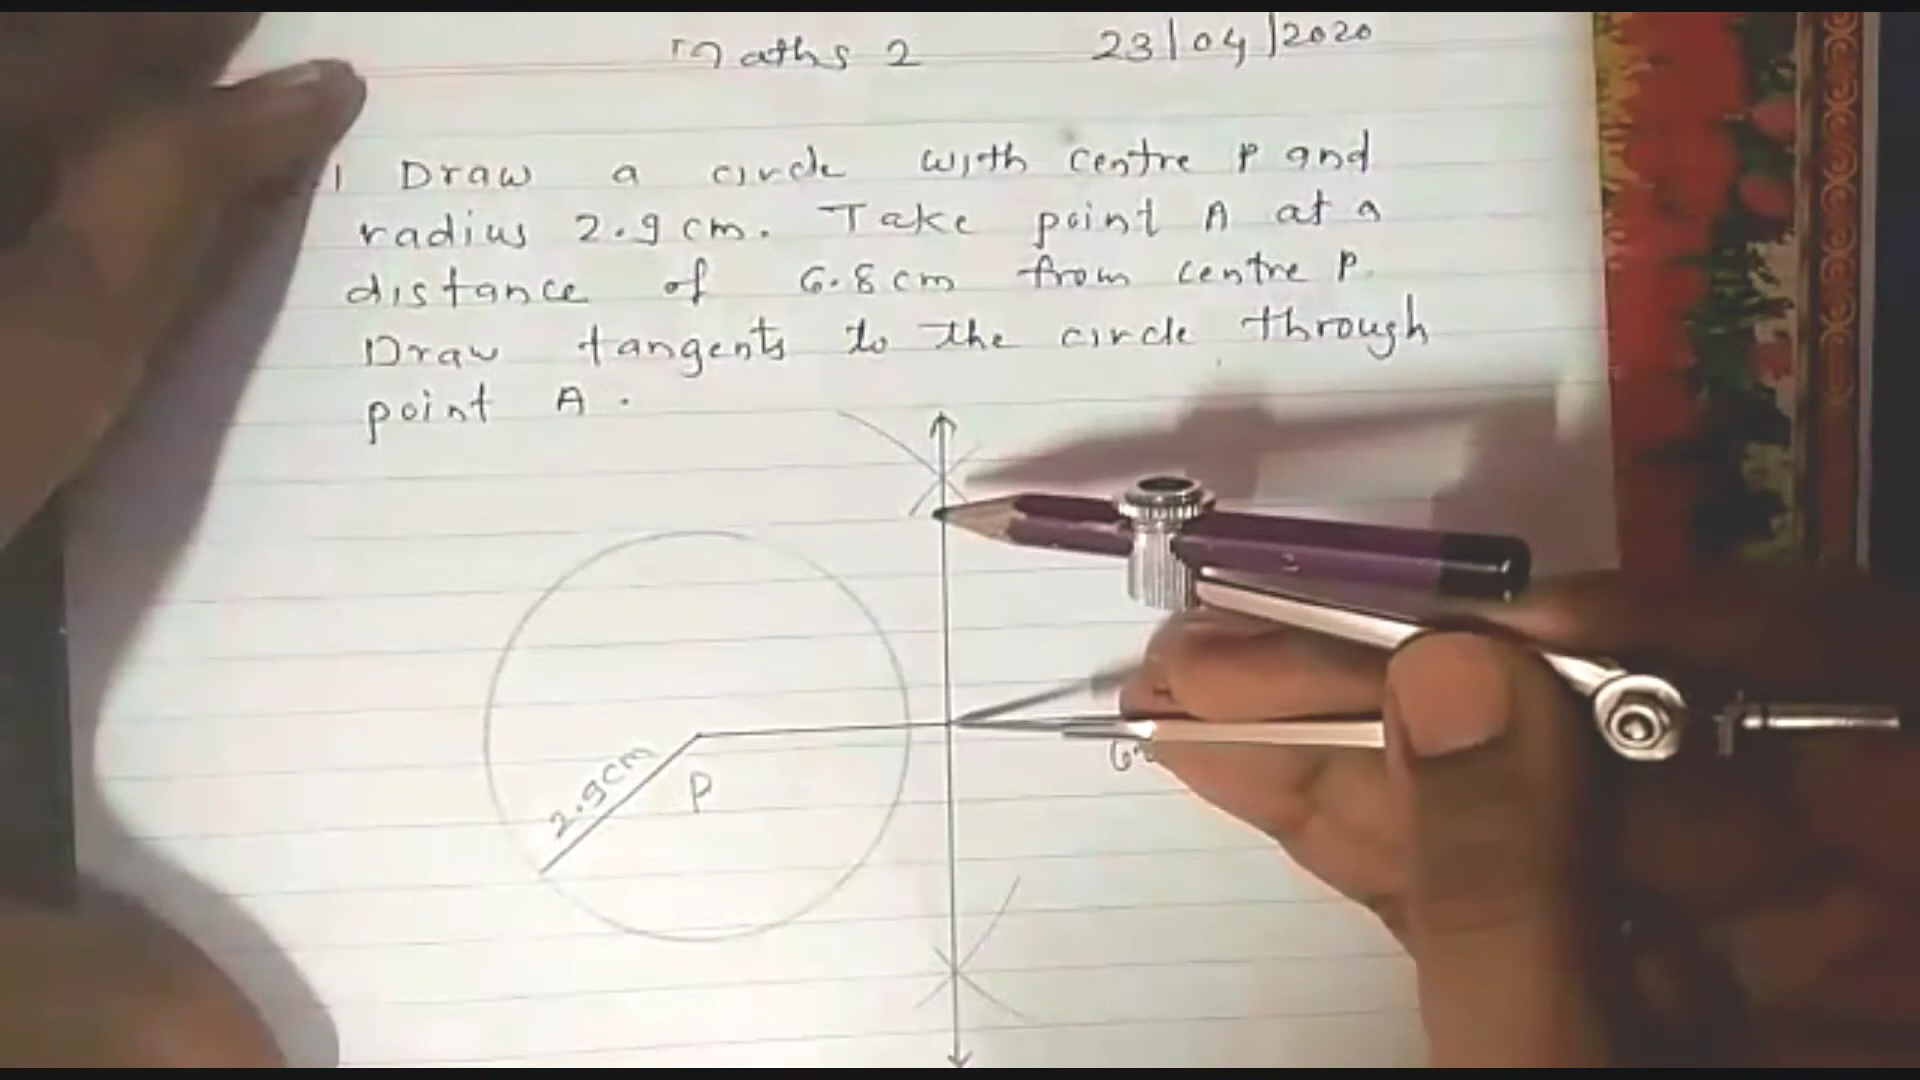 Maths 2 23/04/2020
.1 Draw a circle with centre P and
radius 2.9 cm. Take point A at a
distance of 6.8 cm from centre P.
Draw tangents to the circle through
point A.
2.9cm
P